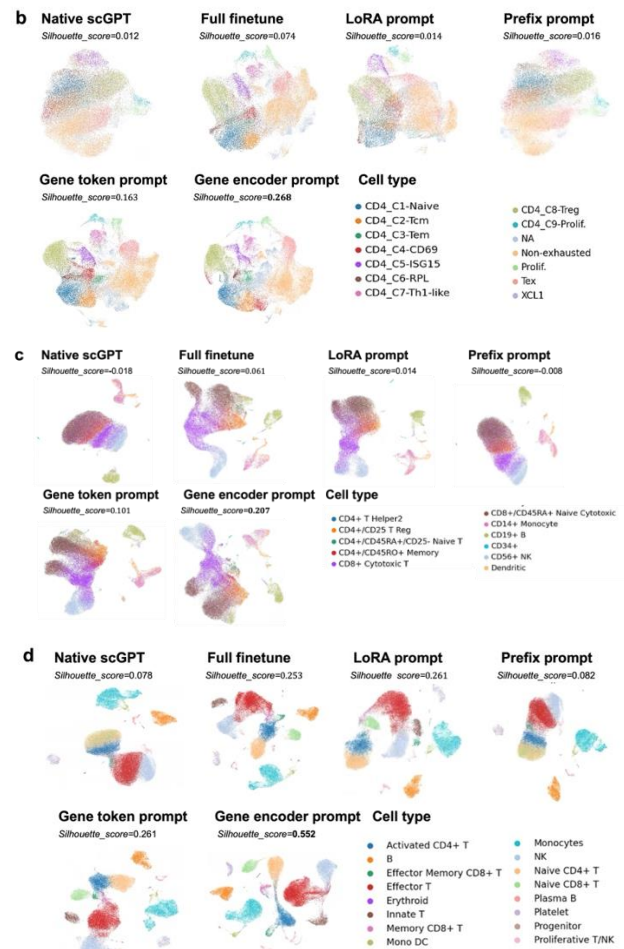 b
Native scGPT
Silhouette_score=0.012
Full finetune
Silhouette_score=0.074
LoRA prompt
Silhouette_score=0.014
Prefix prompt
Silhouette_score=0.016
Gene token prompt
Silhouette_score=0.163
Gene encoder prompt
Silhouette_score=0.268
Cell type
CD4_C1-Naive
CD4_C2-Tcm
CD4_C3-Tem
CD4_C4-CD69
CD4_C5-ISG15
CD4_C6-RPL
CD4_C7-Th1-like
CD4_C8-Treg
CD4_C9-Prolif.
NA
Non-exhausted
Prolif.
Tex
XCL1
c
Native scGPT
Silhouette_score=-0.018
Full finetune
Silhouette_score=0.061
LoRA prompt
Silhouette_score=0.014
Prefix prompt
Silhouette_score=-0.008
Gene token prompt
Silhouette_score=0.101
Gene encoder prompt
Silhouette_score=0.207
Cell type
CD4+ T Helper2
CD4+/CD25 T Reg
CD4+/CD45RA+/CD25- Naive T
CD4+/CD45RO+ Memory
CD8+ Cytotoxic T
CD8+/CD45RA+ Naive Cytotoxic
CD14+ Monocyte
CD19+ B
CD34+
CD56+ NK
Dendritic
d
Native scGPT
Silhouette_score=0.078
Full finetune
Silhouette_score=0.253
LoRA prompt
Silhouette score=0.261
Prefix prompt
Silhouette_score=0.082
Gene token prompt
Silhouette_score=0.261
Gene encoder prompt
Silhouette_score=0.552
Cell type
Activated CD4+ T
B
Effector Memory CD8+ T
Effector T
Erythroid
Innate T
Memory CD8+ T
Mono DC
Monocytes
NK
Naive CD4+ T
Naive CD8+ T
Plasma B
Platelet
Progenitor
Proliferative T/NK